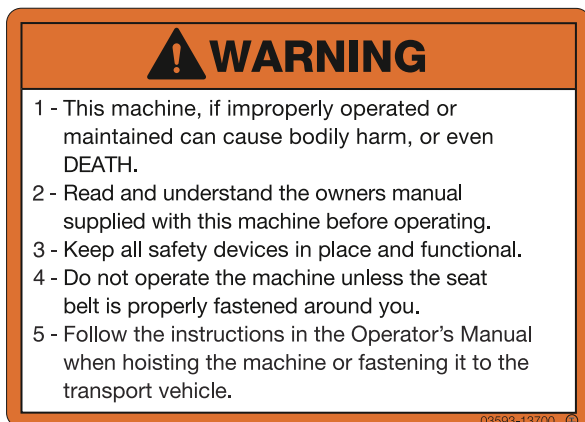 WARNING
1 - This machine, if improperly operated or
maintained can cause bodily harm, or even
DEATH.
2 - Read and understand the owners manual
supplied with this machine before operating.
3 - Keep all safety devices in place and functional.
4 - Do not operate the machine unless the seat
belt is properly fastened around you.
5 - Follow the instructions in the Operator's Manual
when hoisting the machine or fastening it to the
transport vehicle.
03593-13700 ①